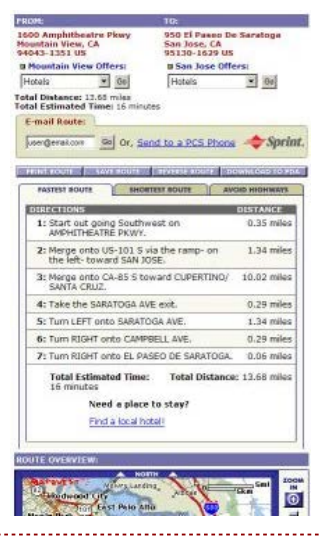 FROM: TO:
1600 Amphitheatre Pkwy 950 El Paseo De Saratoga
Mountain View, CA San Jose, CA
94043-1351 US 95130-1629 US
Mountain View Offers: San Jose Offers:
Hotels Go Hotels Go
Total Distance: 13.68 miles
Total Estimated Time: 16 minutes
E-mail Route:
user@email.com Go Or, Send to a PCS Phone Sprint.
PRINT ROUTE SAVE ROUTE REVERSE ROUTE DOWNLOAD TO PDA
FASTEST ROUTE SHORTEST ROUTE AVOID HIGHWAYS
DIRECTIONS DISTANCE
1: Start out going Southwest on 0.35 miles
AMPHITHEATRE PKWY.
2: Merge onto US-101 S via the ramp- on 1.34 miles
the left- toward SAN JOSE.
3: Merge onto CA-85 S toward CUPERTINO/ 10.02 miles
SANTA CRUZ.
4: Take the SARATOGA AVE exit. 0.29 miles
5: Turn LEFT onto SARATOGA AVE. 1.34 miles
6: Turn RIGHT onto CAMPBELL AVE. 0.29 miles
7: Turn RIGHT onto EL PASEO DE SARATOGA. 0.06 miles
Total Estimated Time: Total Distance: 13.68 miles
16 minutes
Need a place to stay?
Find a local hotel!
ROUTE OVERVIEW:
NORTH
ZOOM
IN
Redwood City
East Palo Alto